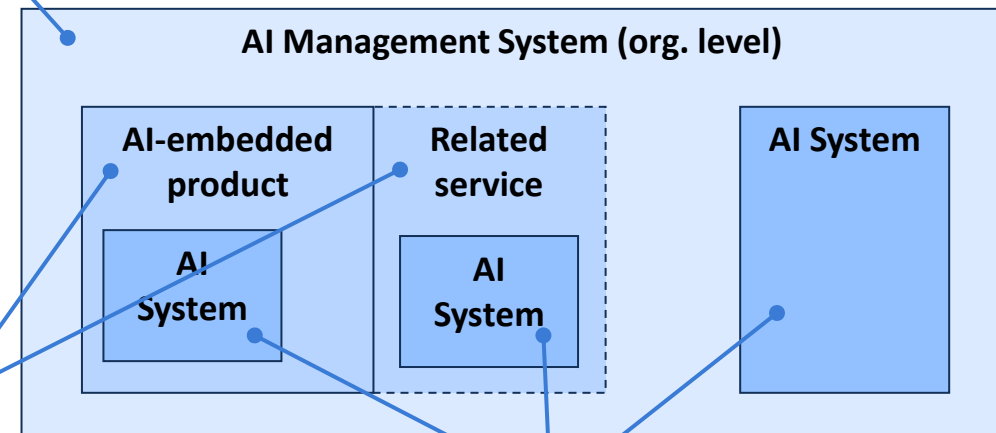 AI Management System (org. level)
AI-embedded
product
Related
service
AI System
AI
System
AI
System